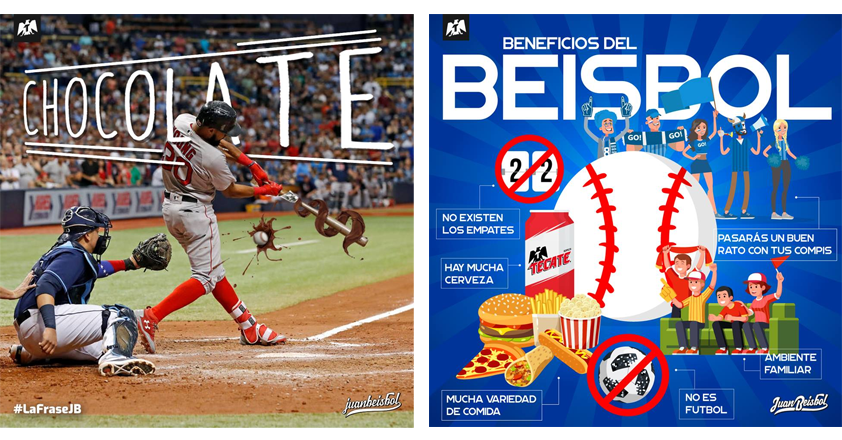 CHOCOLATE
#LaFraseJB
juanbeisbol
BENEFICIOS DEL
BEISBOL
GO!
GO!
2 2
NO EXISTEN
LOS EMPATES
PASARÁS UN BUEN
RATO CON TUS COMPIS
HAY MUCHA
CERVEZA
TECATE
AMBIENTE
FAMILIAR
MUCHA VARIEDAD
DE COMIDA
NO ES
FUTBOL
JuanBeisbol